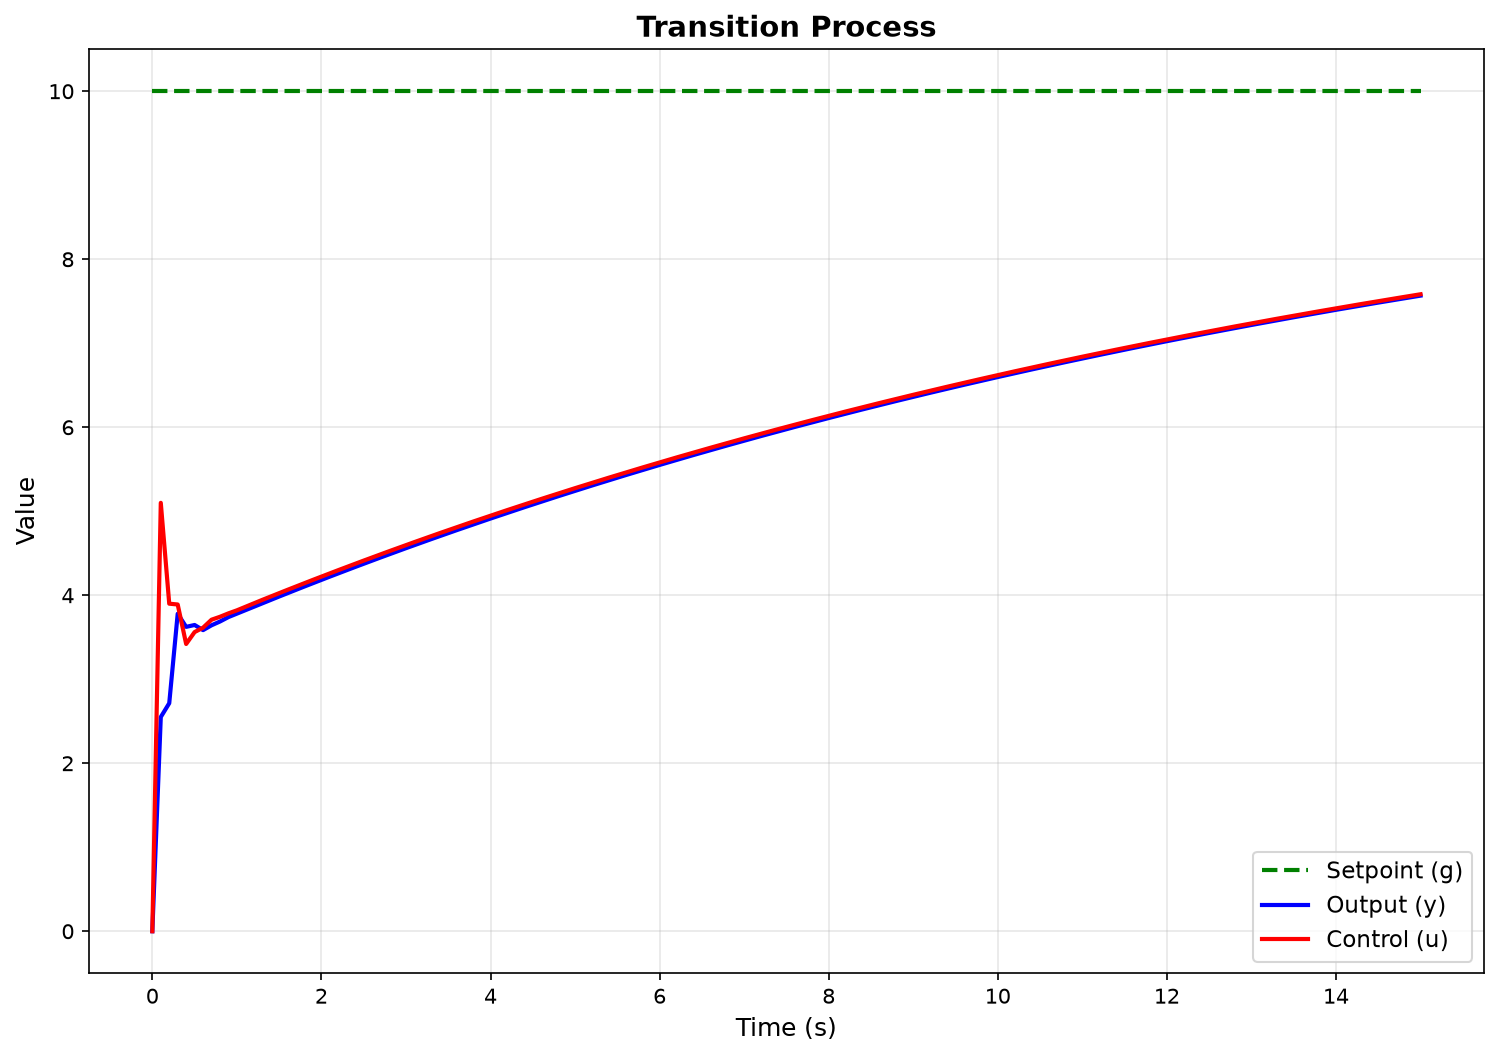 Transition Process
Value
10
8
6
4
2
0
0 2 4 6 8 10 12 14
Time (s)
Setpoint (g)
Output (y)
Control (u)